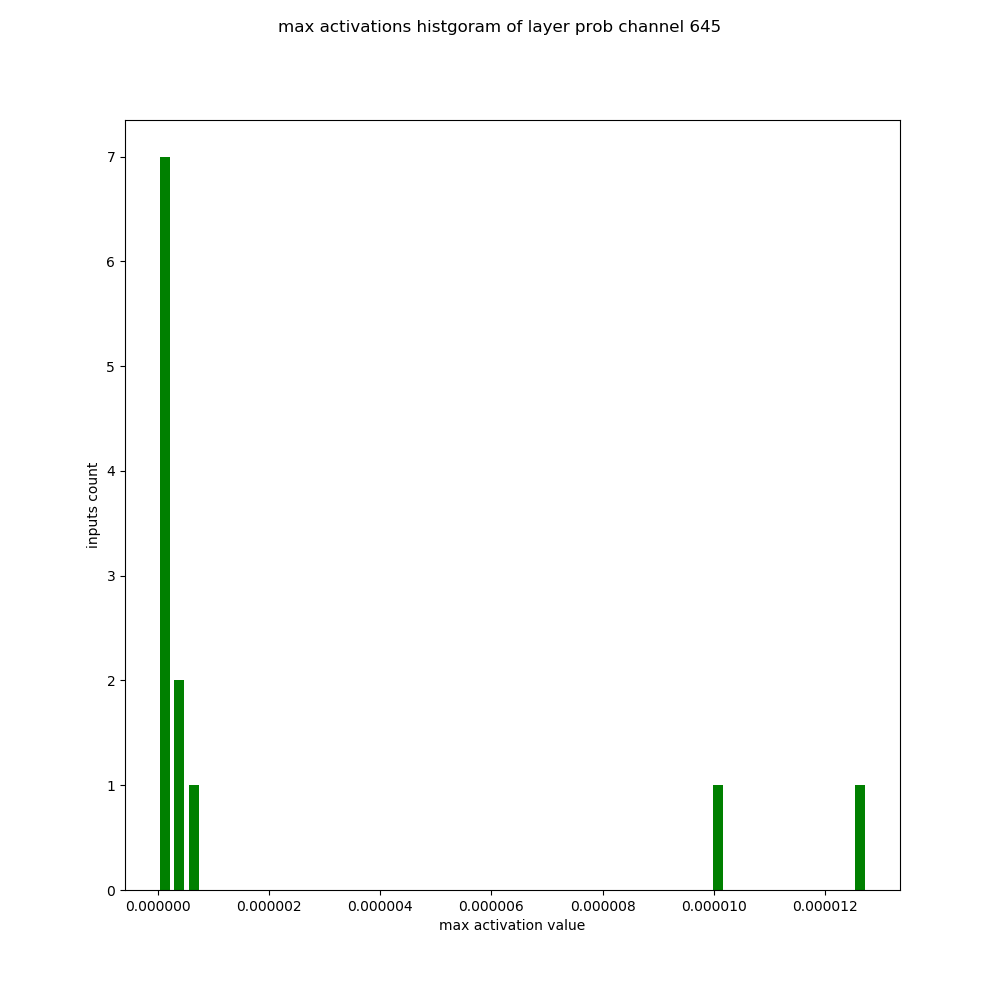 max activations histgoram of layer prob channel 645
7
6
5
4
3
2
1
0
inputs count
0.000000 0.000002 0.000004 0.000006 0.000008 0.000010 0.000012
max activation value